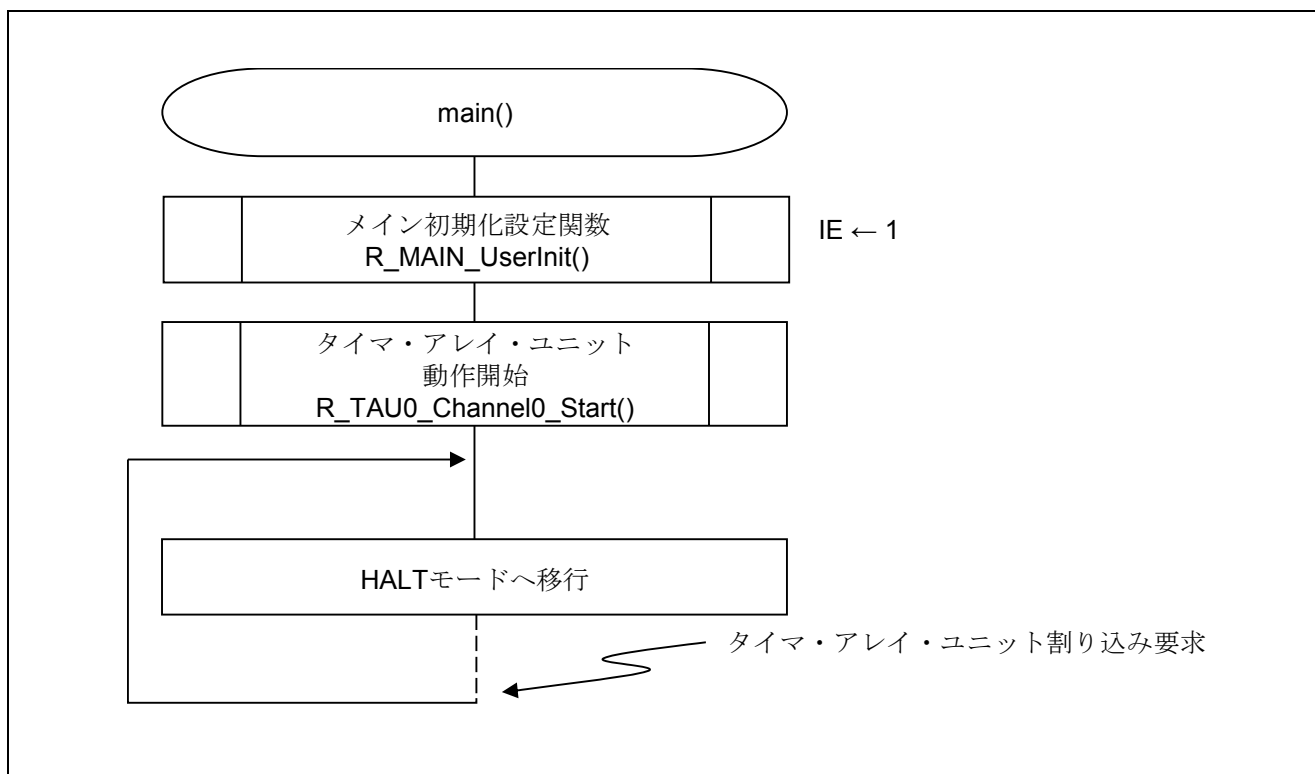 main()
メイン初期化設定関数
R_MAIN_UserInit()
IE ← 1
タイマ・アレイ・ユニット
動作開始
R_TAU0_Channel0_Start()
HALTモードへ移行
タイマ・アレイ・ユニット割り込み要求